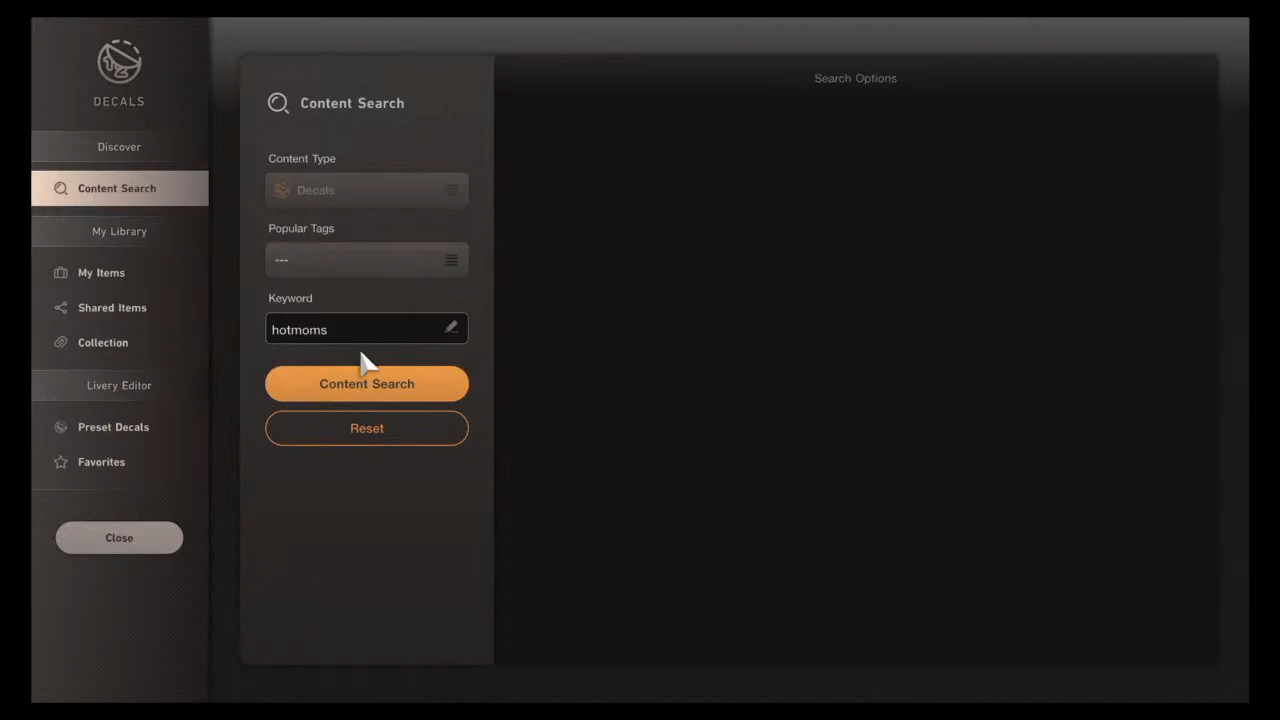 DECALS
Discover
Content Search
My Library
My Items
Shared Items
Collection
Livery Editor
Preset Decals
Favorites
Close
Content Search
Content Type
Decals
Popular Tags
---
Keyword
hotmoms
Content Search
Reset
Search Options